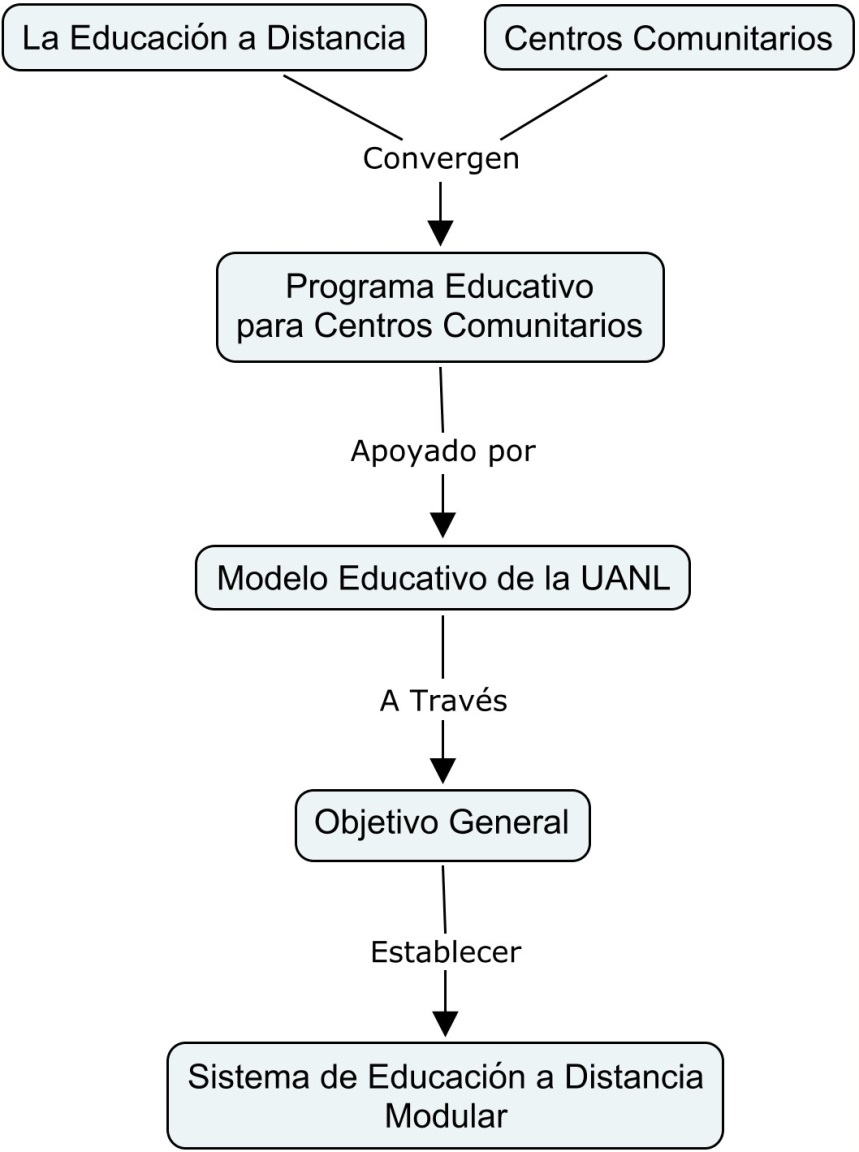 La Educación a Distancia
Centros Comunitarios
Convergen
Programa Educativo
para Centros Comunitarios
Apoyado por
Modelo Educativo de la UANL
A Través
Objetivo General
Establecer
Sistema de Educación a Distancia
Modular